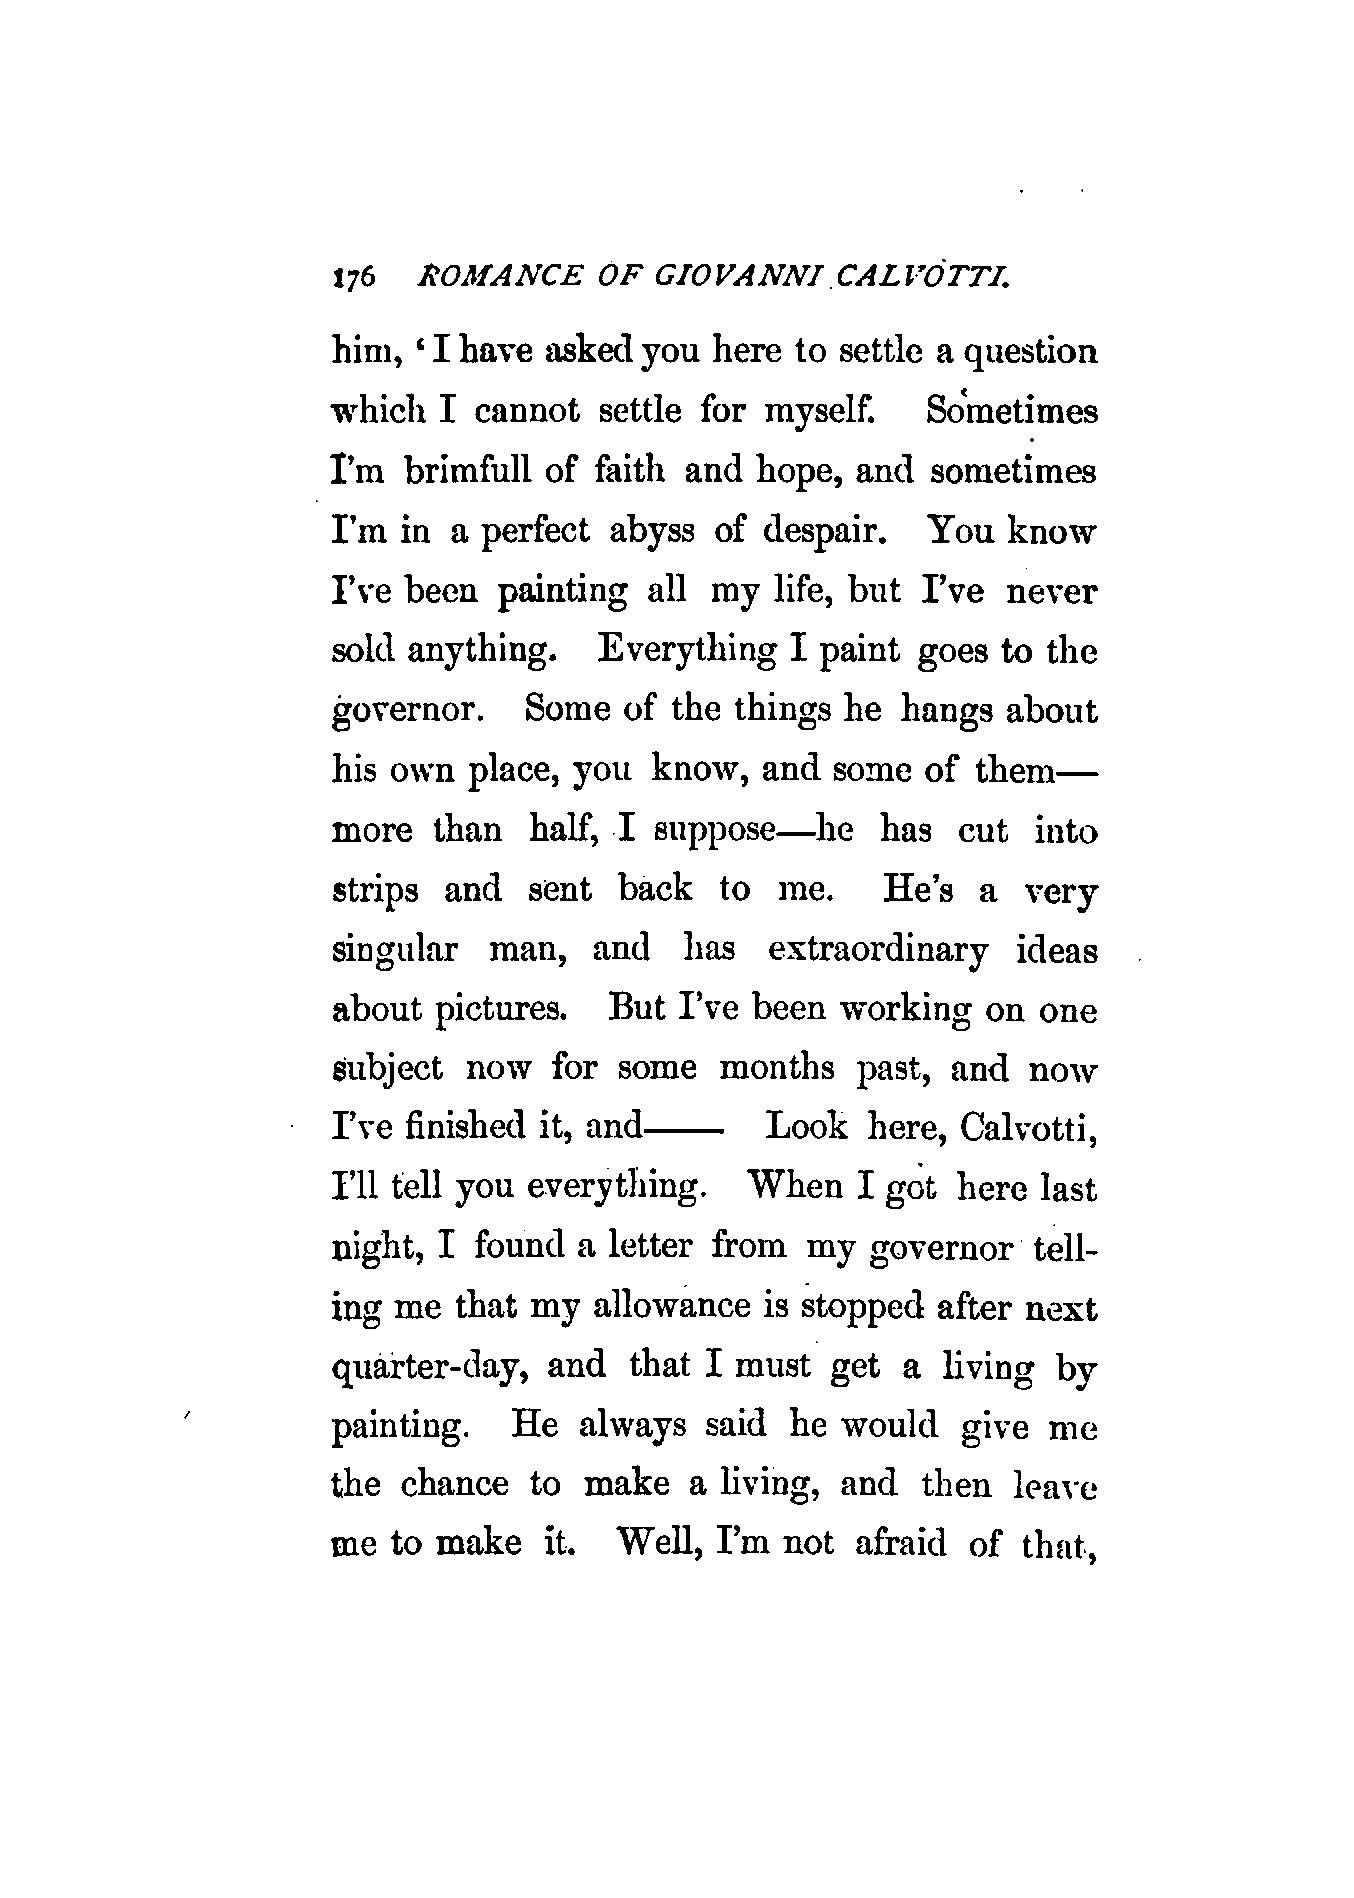 176 ROMANCE OF GIOVANNI CALVOTTI.
him, ‘I have asked you here to settle a question
which I cannot settle for myself. Sometimes
I’m brimfull of faith and hope, and sometimes
I’m in a perfect abyss of despair. You know
I’ve been painting all my life, but I’ve never
sold anything. Everything I paint goes to the
governor. Some of the things he hangs about
his own place, you know, and some of them—
more than half, I suppose—he has cut into
strips and sent back to me. He’s a very
singular man, and has extraordinary ideas
about pictures. But I’ve been working on one
subject now for some months past, and now
I’ve finished it, and—— Look here, Calvotti,
I’ll tell you everything. When I got here last
night, I found a letter from my governor tell-
ing me that my allowance is stopped after next
quarter-day, and that I must get a living by
painting. He always said he would give me
the chance to make a living, and then leave
me to make it. Well, I’m not afraid of that,